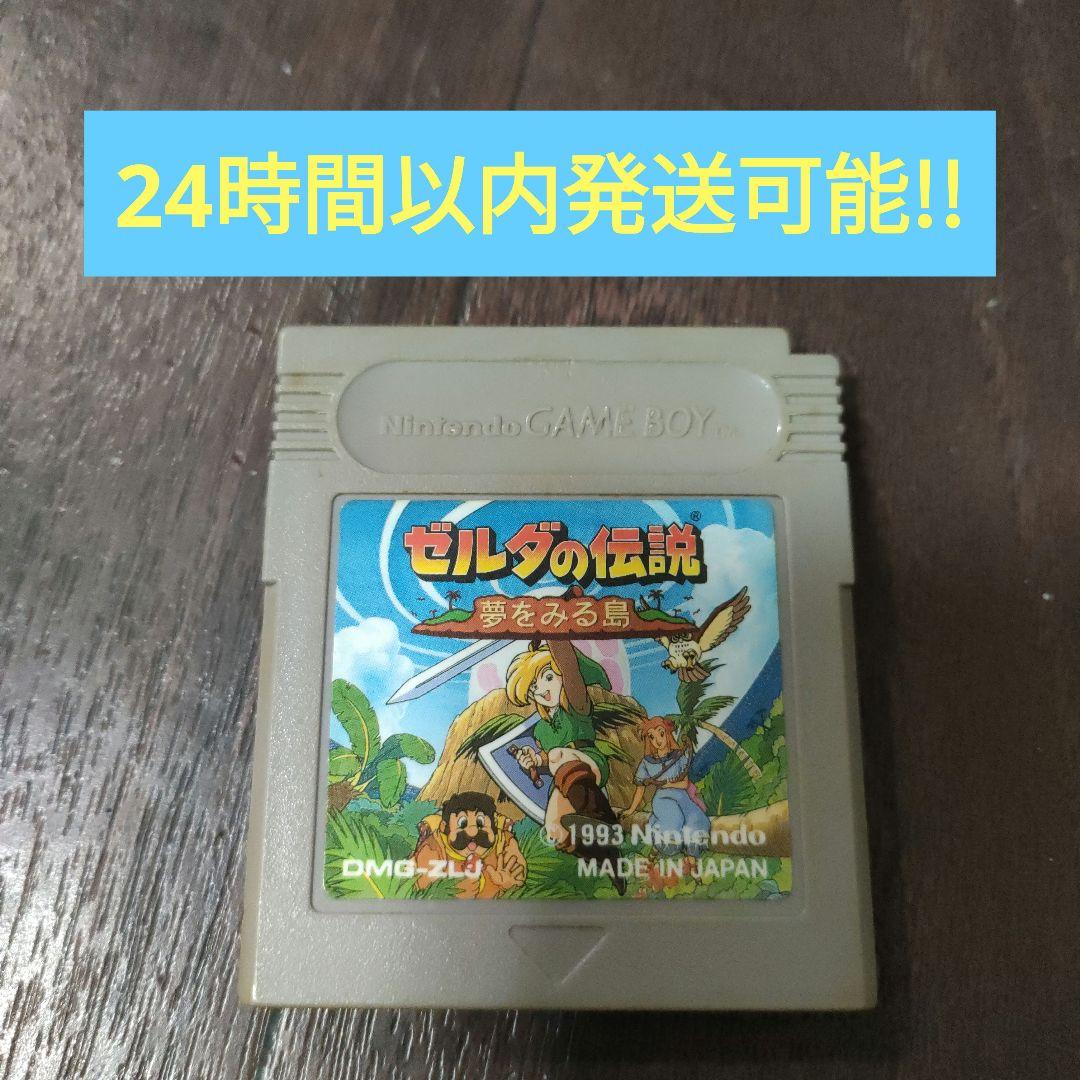 24時間以内発送可能!!
Nintendo GAME BOY TM
ゼルダの伝説®
夢をみる島
©1993 Nintendo
DMG-ZLJ MADE IN JAPAN